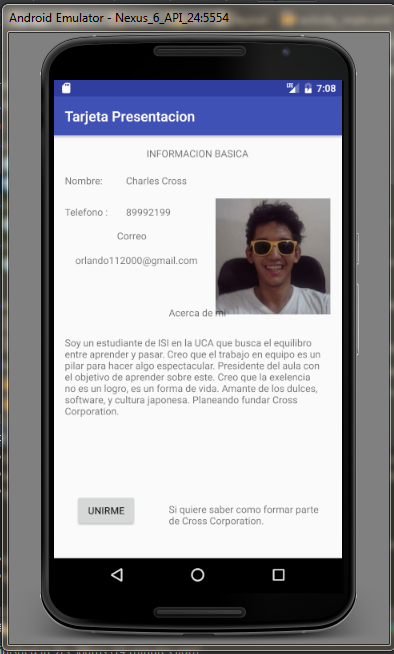 Android Emulator - Nexus_6_API_24:5554
7:08
Tarjeta Presentacion
INFORMACION BASICA
Nombre: Charles Cross
Telefono : 89992199
Correo
orlando112000@gmail.com
Acerca de mi
Soy un estudiante de ISI en la UCA que busca el equilibro
entre aprender y pasar. Creo que el trabajo en equipo es un
pilar para hacer algo espectacular. Presidente del aula con
el objetivo de aprender sobre este. Creo que la exelencia
no es un logro, es un forma de vida. Amante de los dulces,
software, y cultura japonesa. Planeando fundar Cross
Corporation.
UNIRME
Si quiere saber como formar parte
de Cross Corporation.